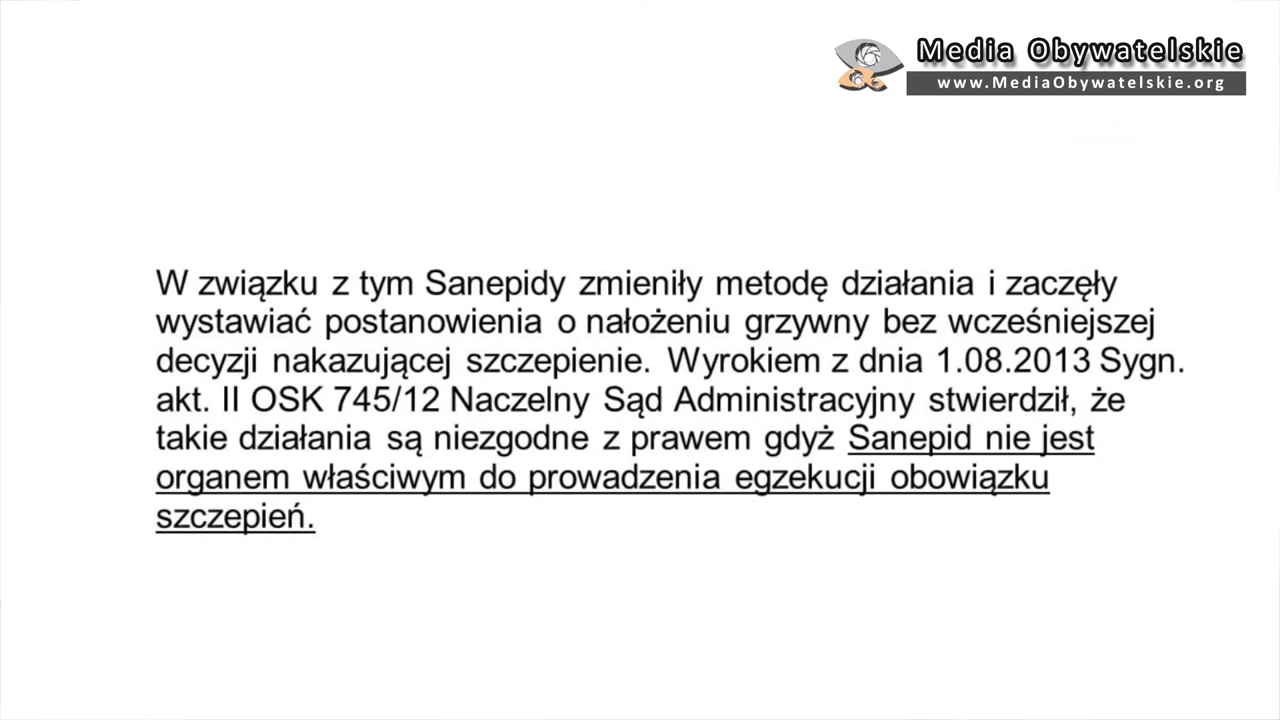 Media Obywatelskie
www.MediaObywatelskie.org
W związku z tym Sanepidy zmieniły metodę działania i zaczęły
wystawiać postanowienia o nałożeniu grzywny bez wcześniejszej
decyzji nakazującej szczepienie. Wyrokiem z dnia 1.08.2013 Sygn.
akt. II OSK 745/12 Naczelny Sąd Administracyjny stwierdził, że
takie działania są niezgodne z prawem gdyż Sanepid nie jest
organem właściwym do prowadzenia egzekucji obowiązku
szczepień.